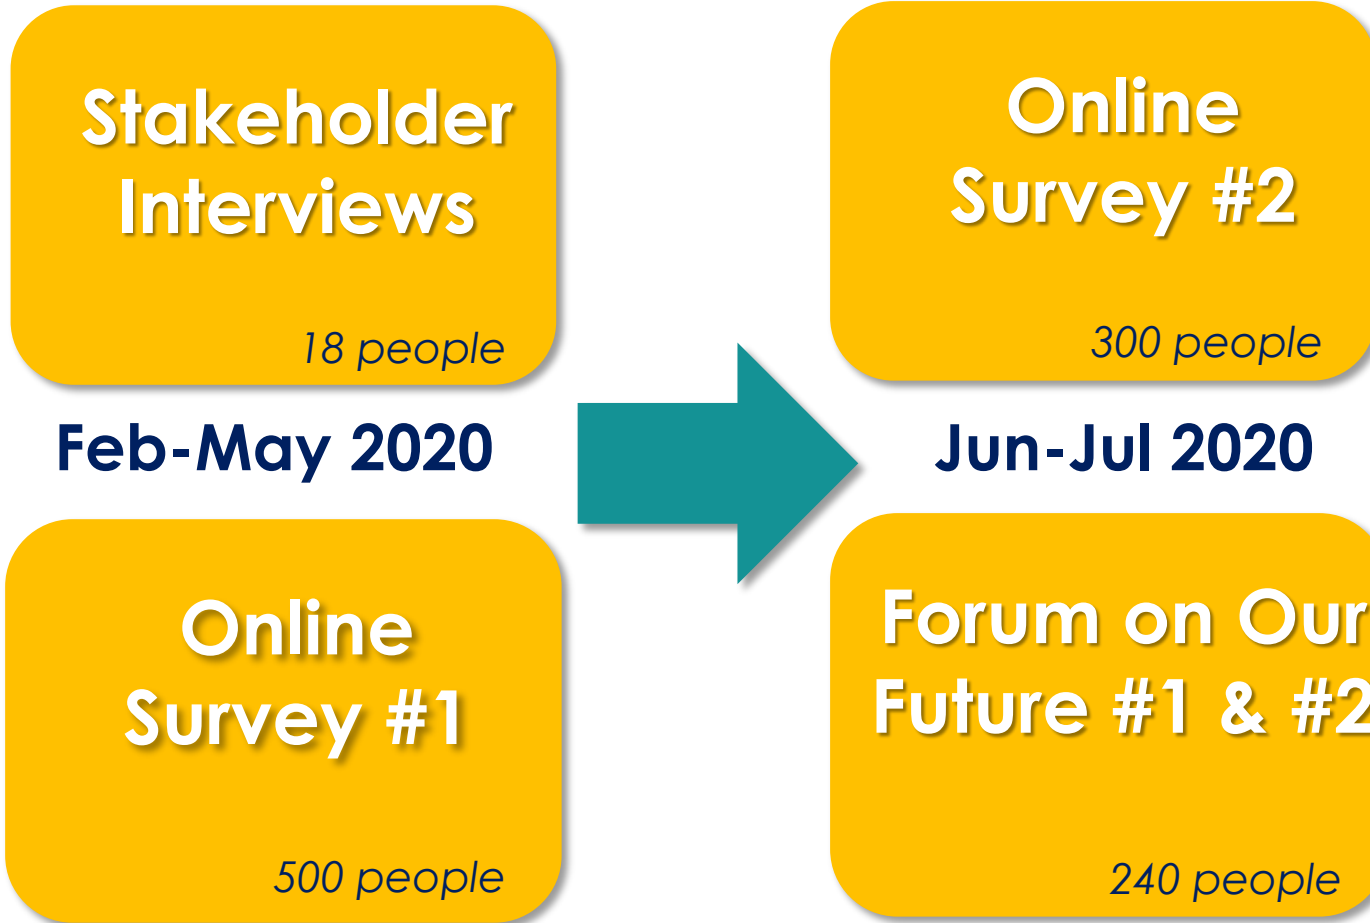 Stakeholder
Interviews
18 people
Feb-May 2020
Online
Survey #1
500 people
Online
Survey #2
300 people
Jun-Jul 2020
Forum on Our
Future #1 & #2
240 people